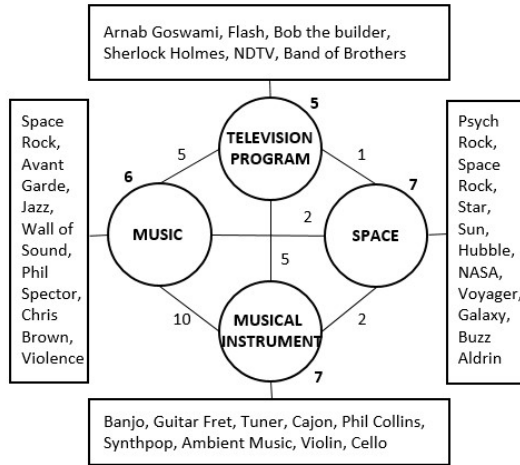 Arnab Goswami, Flash, Bob the builder,
Sherlock Holmes, NDTV, Band of Brothers
5
TELEVISION
PROGRAM
Space
Rock,
Avant
Garde,
Jazz,
Wall of
Sound,
Phil
Spector,
Chris
Brown,
Violence
5
1
6
MUSIC
2
7
SPACE
Psych
Rock,
Space
Rock,
Star,
Sun,
Hubble,
NASA,
Voyager,
Galaxy,
Buzz
Aldrin
5
10
2
MUSICAL
INSTRUMENT
7
Banjo, Guitar Fret, Tuner, Cajon, Phil Collins,
Synthpop, Ambient Music, Violin, Cello